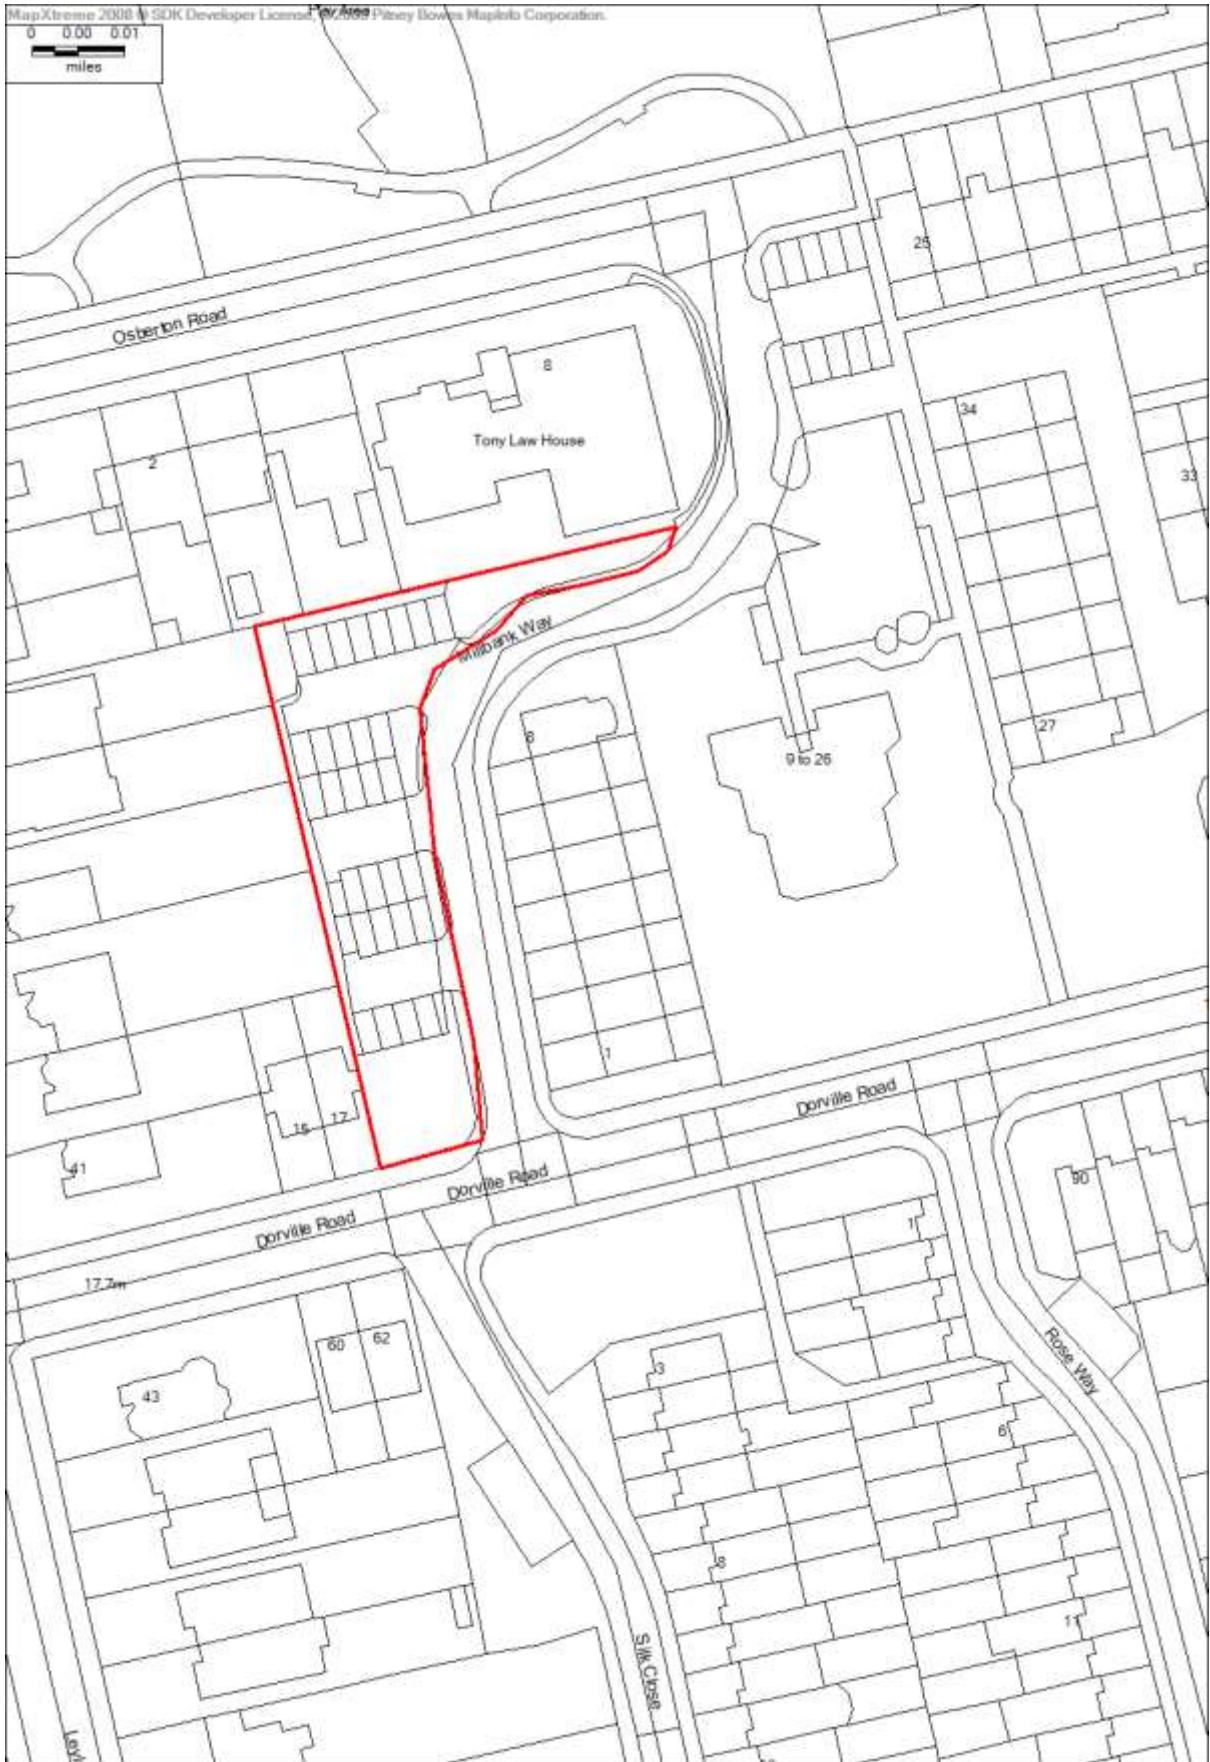 MapXtreme 2008 ® SDK Developer License, © 2008 Pitney Bowes MapInfo Corporation.
Play Area
0 0.00 0.01
miles
25
Osberton Road
8
34
Tony Law House
2
33
Millbank Way
27
8
9 to 26
1
Dorville Road
16 17
41
90
Dorville Road
1
Dorville Road
17.7m
60 62
3
Rose Way
43
6
8
11
Silk Close